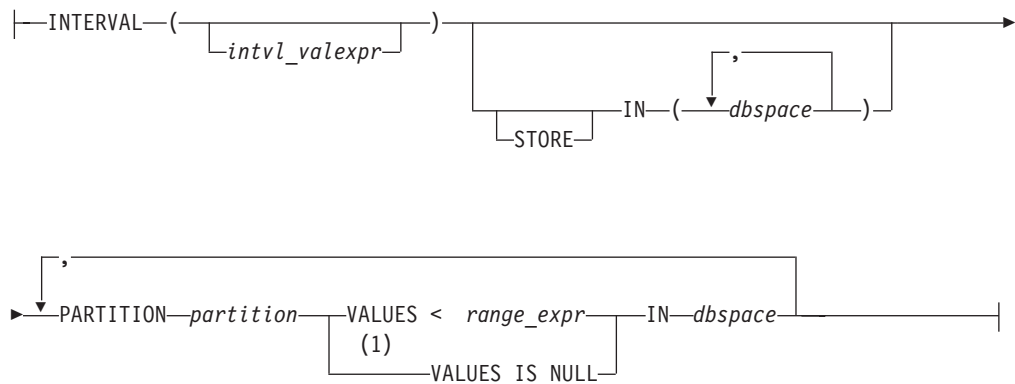 INTERVAL ( intvl_valexpr )
STORE IN ( dbspace , )
,
PARTITION partition VALUES < range_expr IN dbspace
(1)
VALUES IS NULL